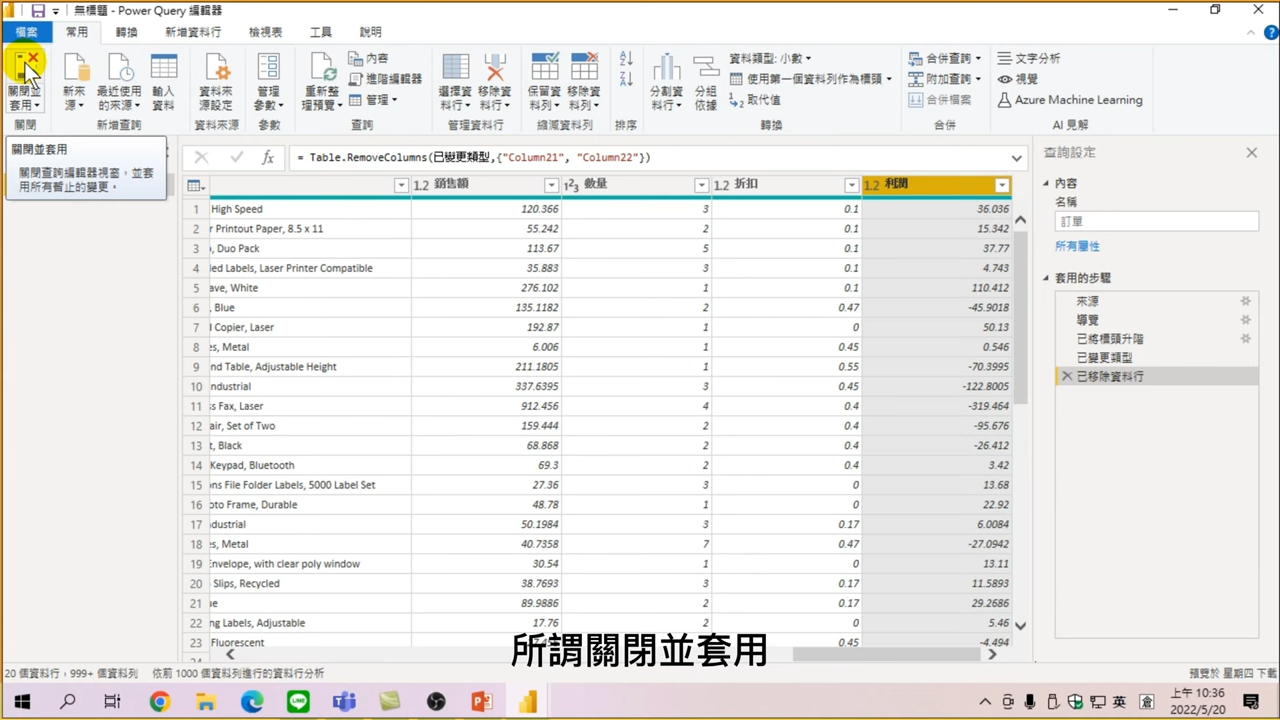 無標題 - Power Query 編輯器
檔案 常用 轉換 新增資料行 檢視表 工具 說明
關閉並套用
新來源
最近使用的來源
輸入資料
資料來源設定
管理參數
重新整理預覽
內容
進階編輯器
管理
選擇資料行
移除資料行
保留資料列
移除資料列
分割資料行
分組依據
資料類型: 小數
使用第一個資料列作為標頭
取代值
合併查詢
附加查詢
合併檔案
文字分析
視覺
Azure Machine Learning
關閉 新增查詢 資料來源 參數 查詢 管理資料行 縮減資料列 排序 轉換 合併 AI 見解
關閉並套用
關閉查詢編輯器視窗，並套
用所有暫止的變更。
= Table.RemoveColumns(已變更類型,{"Column21", "Column22"})
1.2 銷售額 1²3 數量 1.2 折扣 1.2 利潤
1 High Speed 120.366 3 0.1 36.036
2 r Printout Paper, 8.5 x 11 55.242 2 0.1 15.342
3 , Duo Pack 113.67 5 0.1 37.77
4 led Labels, Laser Printer Compatible 35.883 3 0.1 4.743
5 ave, White 276.102 1 0.1 110.412
6 , Blue 135.1182 2 0.47 -45.9018
7 d Copier, Laser 192.87 1 0 50.13
8 es, Metal 6.006 1 0.45 0.546
9 nd Table, Adjustable Height 211.1805 1 0.55 -70.3995
10 ndustrial 337.6395 3 0.45 -122.8005
11 ss Fax, Laser 912.456 4 0.4 -319.464
12 air, Set of Two 159.444 2 0.4 -95.676
13 t, Black 68.868 2 0.4 -26.412
14 Keypad, Bluetooth 69.3 2 0.4 3.42
15 ons File Folder Labels, 5000 Label Set 27.36 3 0 13.68
16 oto Frame, Durable 48.78 1 0 22.92
17 ndustrial 50.1984 3 0.17 6.0084
18 es, Metal 40.7358 7 0.47 -27.0942
19 Envelope, with clear poly window 30.54 1 0 13.11
20 Slips, Recycled 38.7693 3 0.17 11.5893
21 ue 89.9886 2 0.17 29.2686
22 ng Labels, Adjustable 17.76 2 0 5.46
23 Fluorescent 0.45 -4.494
查詢設定
內容
名稱
訂單
所有屬性
套用的步驟
來源
導覽
已將標頭升階
已變更類型
已移除資料行
所謂關閉並套用
20 個資料行，999+ 個資料列 依前 1000 個資料列進行的資料行分析 預覽於 星期四 下載
英 倉
上午 10:36
2022/5/20